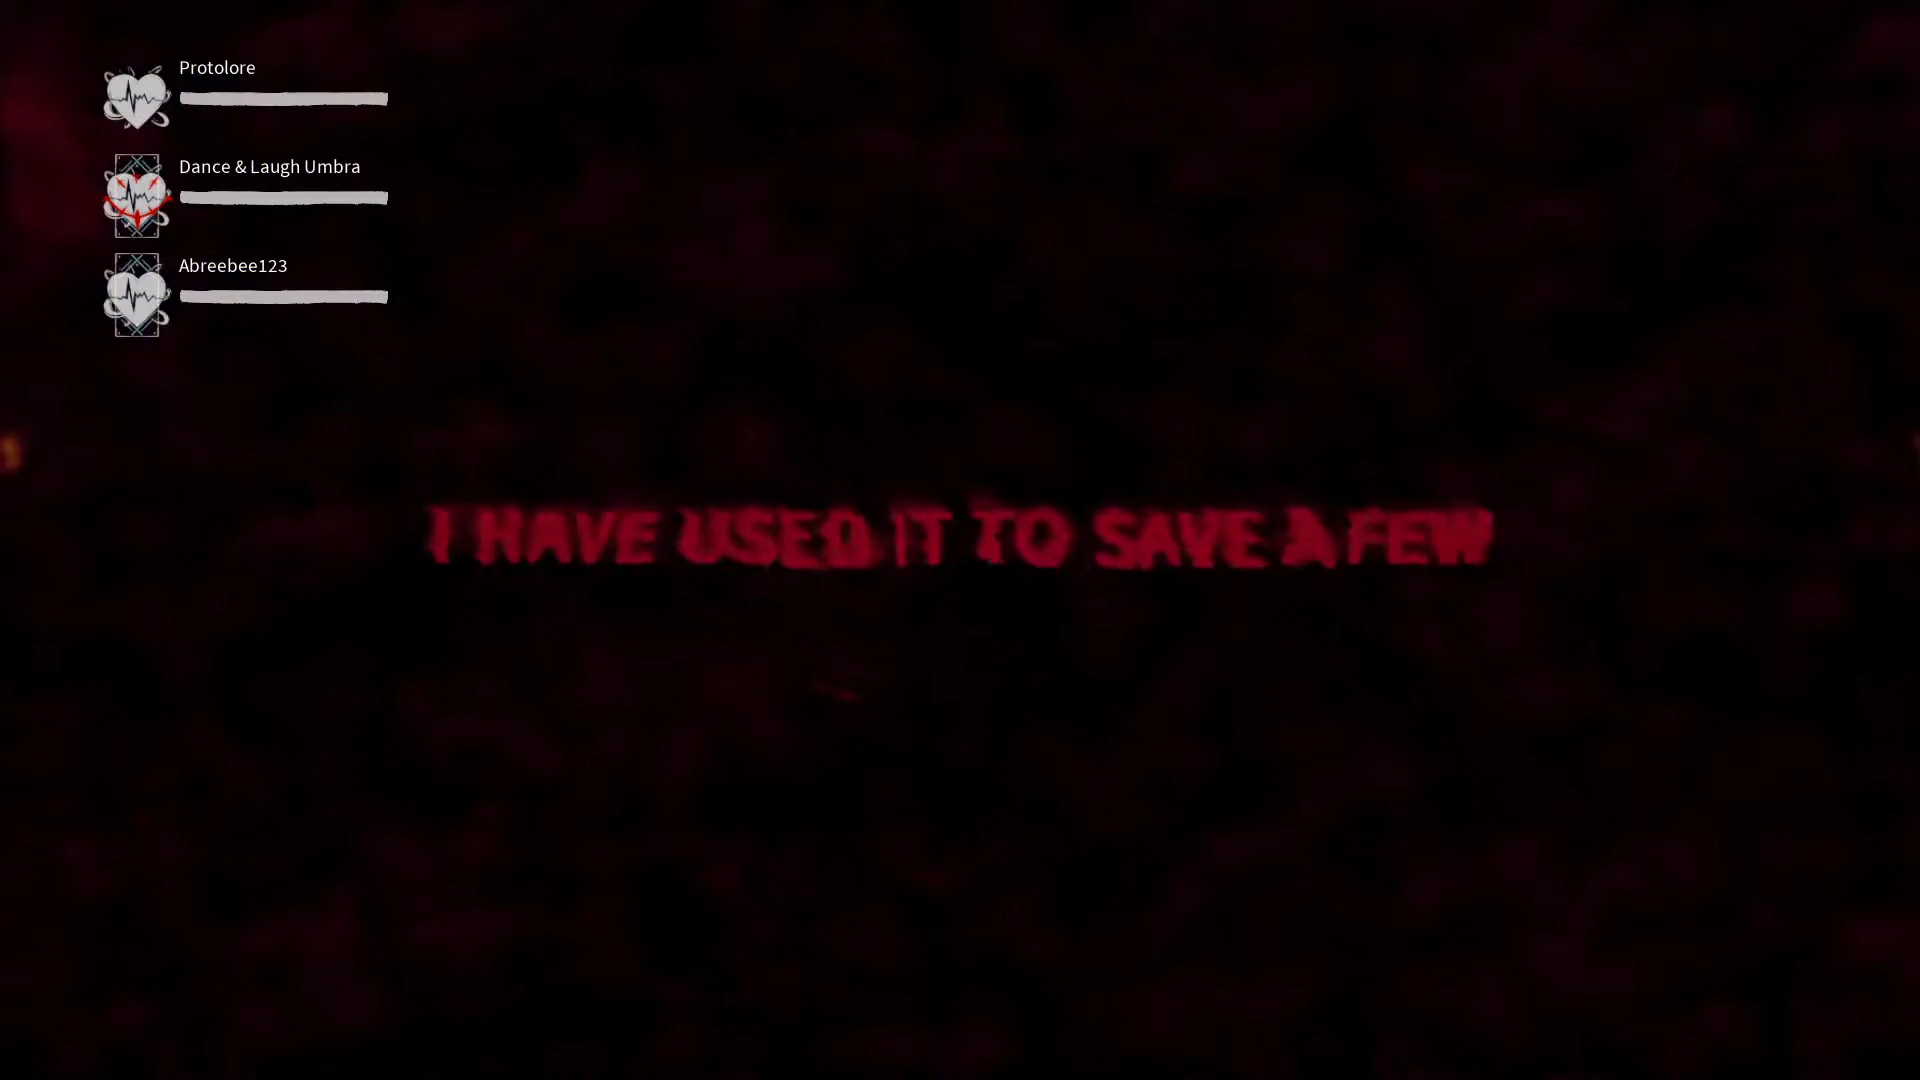 Protolore
Dance & Laugh Umbra
Abreebee123
I HAVE USED IT TO SAVE A FEW